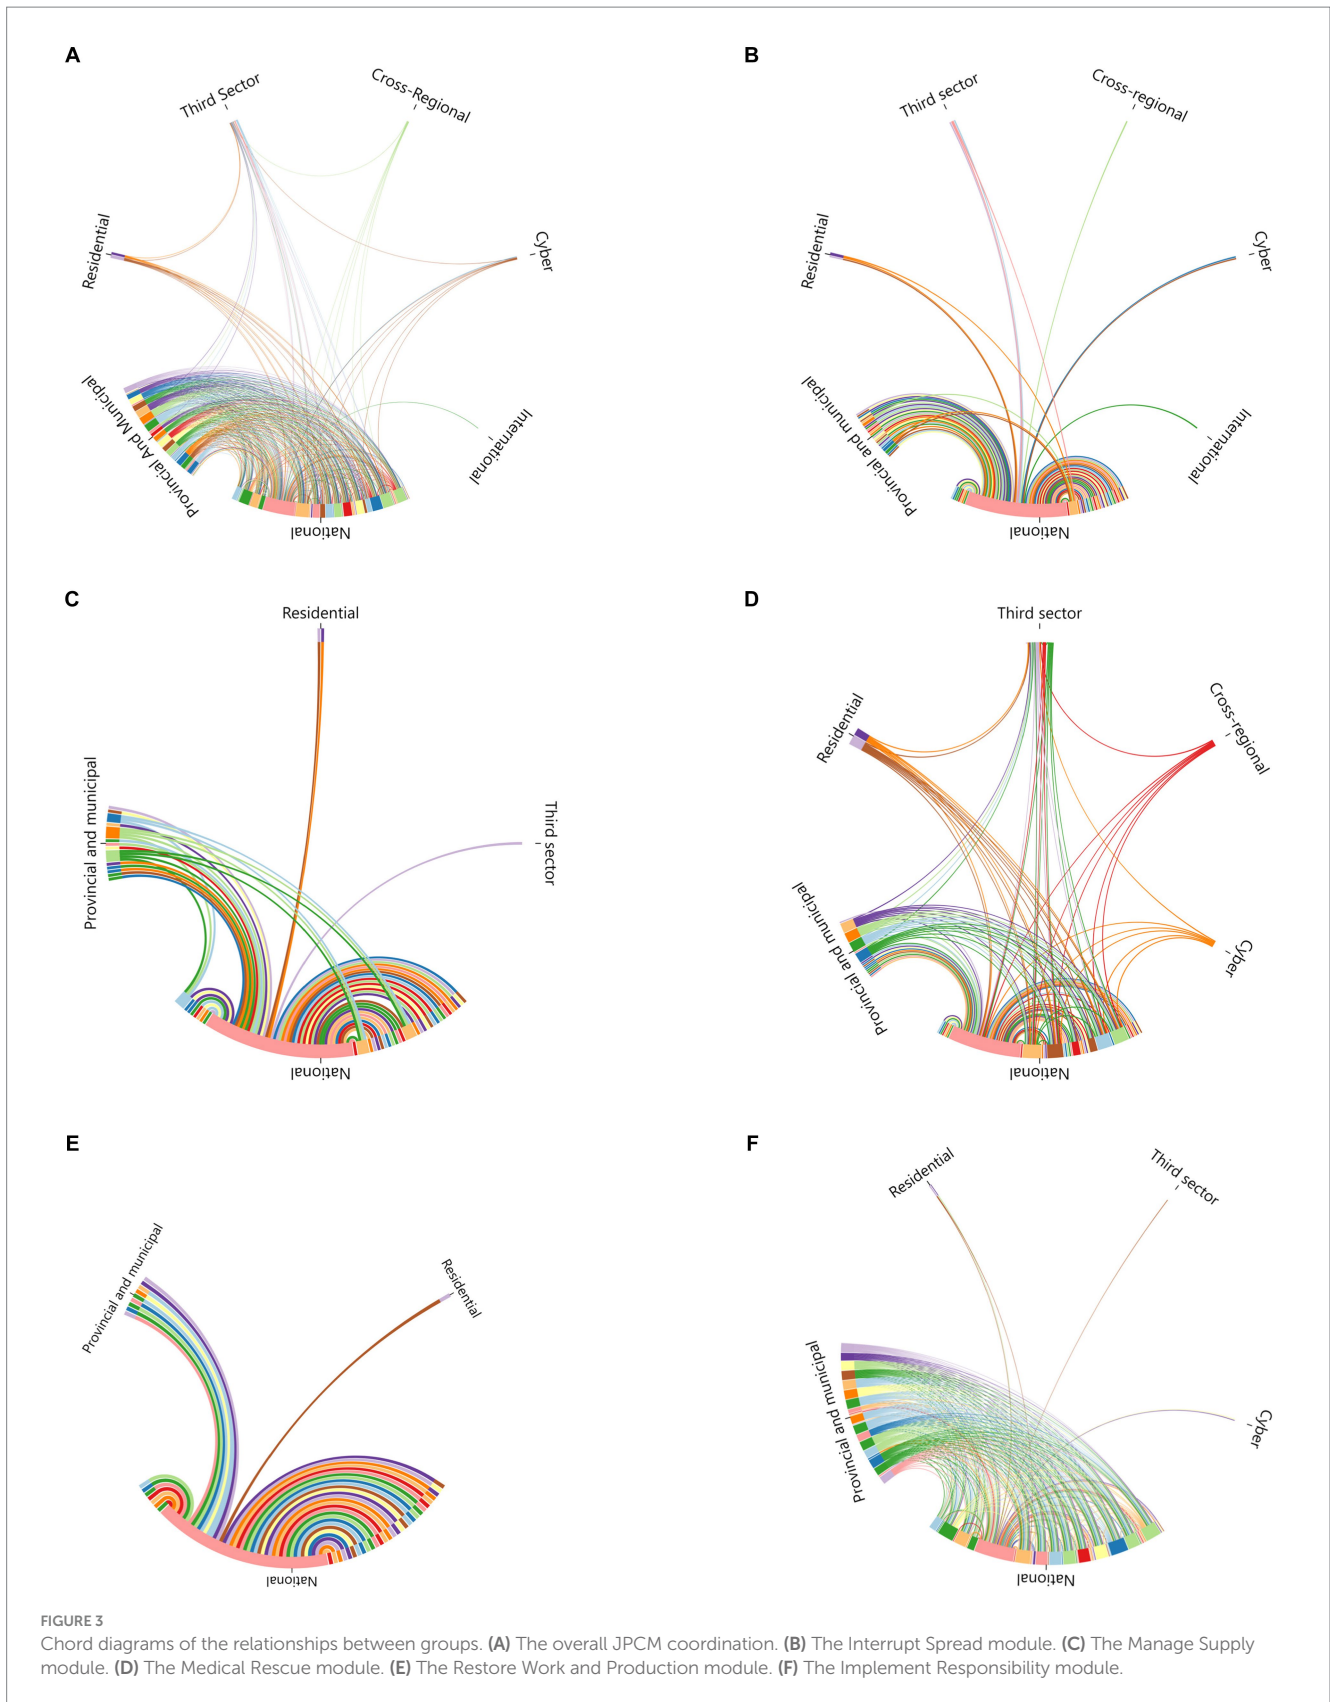 A
Third Sector
Cross-Regional
Residential
Cyber
Provincial And Municipal
International
National
B
Third sector
Cross-regional
Residential
Cyber
Provincial and municipal
International
National
C
Residential
Provincial and municipal
Third sector
National
D
Third sector
Residential
Cross-regional
Provincial and municipal
Cyber
National
E
Provincial and municipal
Residential
National
F
Residential
Third sector
Provincial and municipal
Cyber
National
FIGURE 3
Chord diagrams of the relationships between groups. (A) The overall JPCM coordination. (B) The Interrupt Spread module. (C) The Manage Supply
module. (D) The Medical Rescue module. (E) The Restore Work and Production module. (F) The Implement Responsibility module.